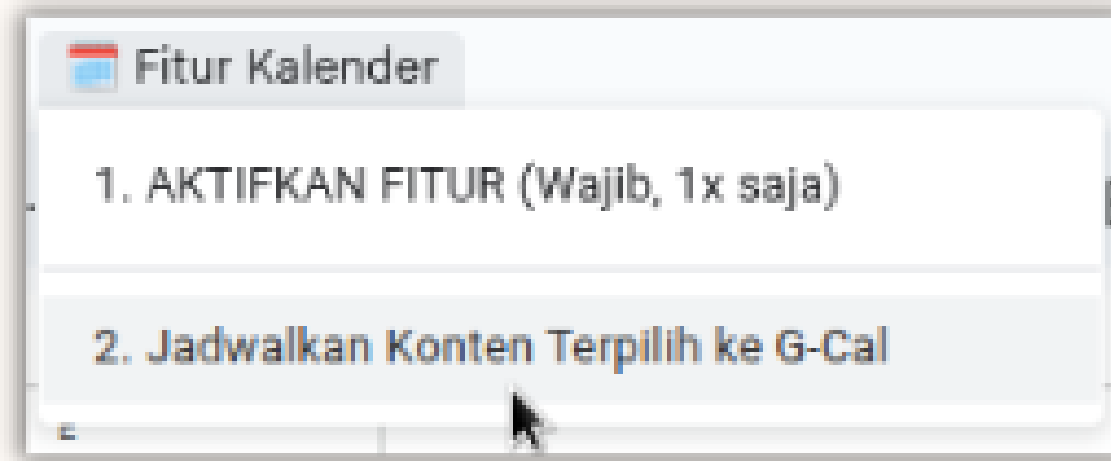 Fitur Kalender
1. AKTIFKAN FITUR (Wajib, 1x saja)
2. Jadwalkan Konten Terpilih ke G-Cal